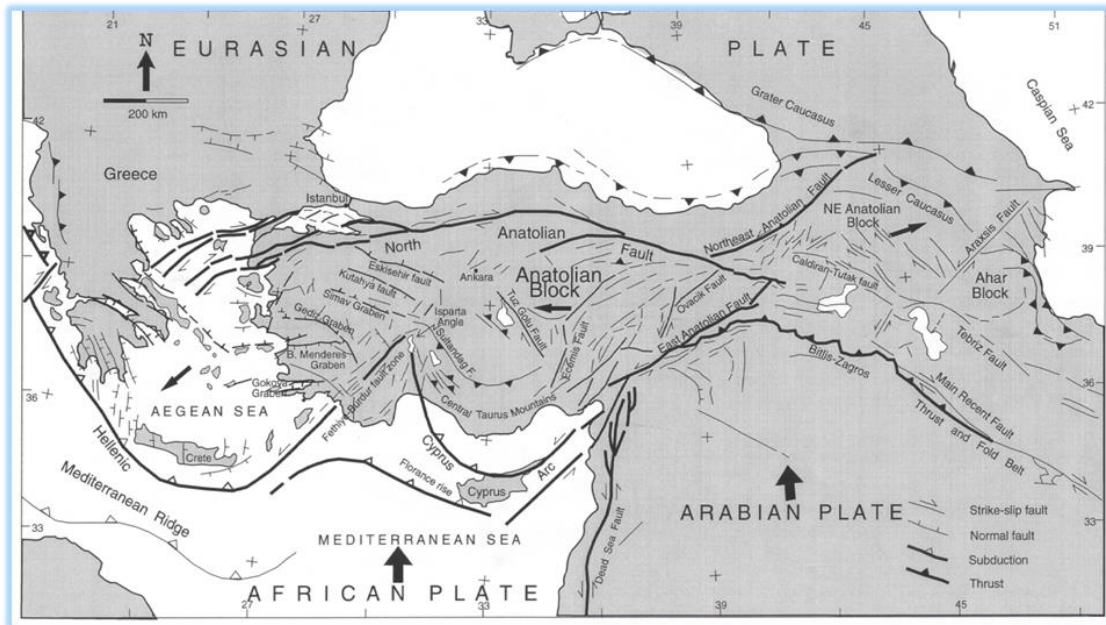 21
27
33
39
45
51
EURASIAN
PLATE
N
200 km
42
42
Caspian Sea
Grater Caucasus
Greece
Istanbul
Lesser Caucasus
NE Anatolian
Block
Northeast Anatolian Fault
Araxsis Fault
North
Anatolian
Fault
Eskisehir fault
Ankara
Anatolian
Block
Kutahya fault
Simav Graben
Gediz Graben
Isparta
Angle
Tuz Golu Fault
Ovacik Fault
Caldiran-Tutak fault
Ahar
Block
East Anatolian Fault
Ecemis Fault
Sultandag F.
B. Menderes
Graben
Bitlis-Zagros
Tebriz Fault
36
36
Gokova
Graben
AEGEAN SEA
Fethiye-Burdur fault zone
Central Taurus Mountains
Main Recent Fault
Thrust and Fold Belt
Hellenic
Crete
Cyprus
Arc
Florance rise
Cyprus
Mediterranean Ridge
33
33
MEDITERRANEAN SEA
Dead Sea Fault
ARABIAN PLATE
Strike-slip fault
Normal fault
Subduction
Thrust
AFRICAN PLATE
27
33
39
45